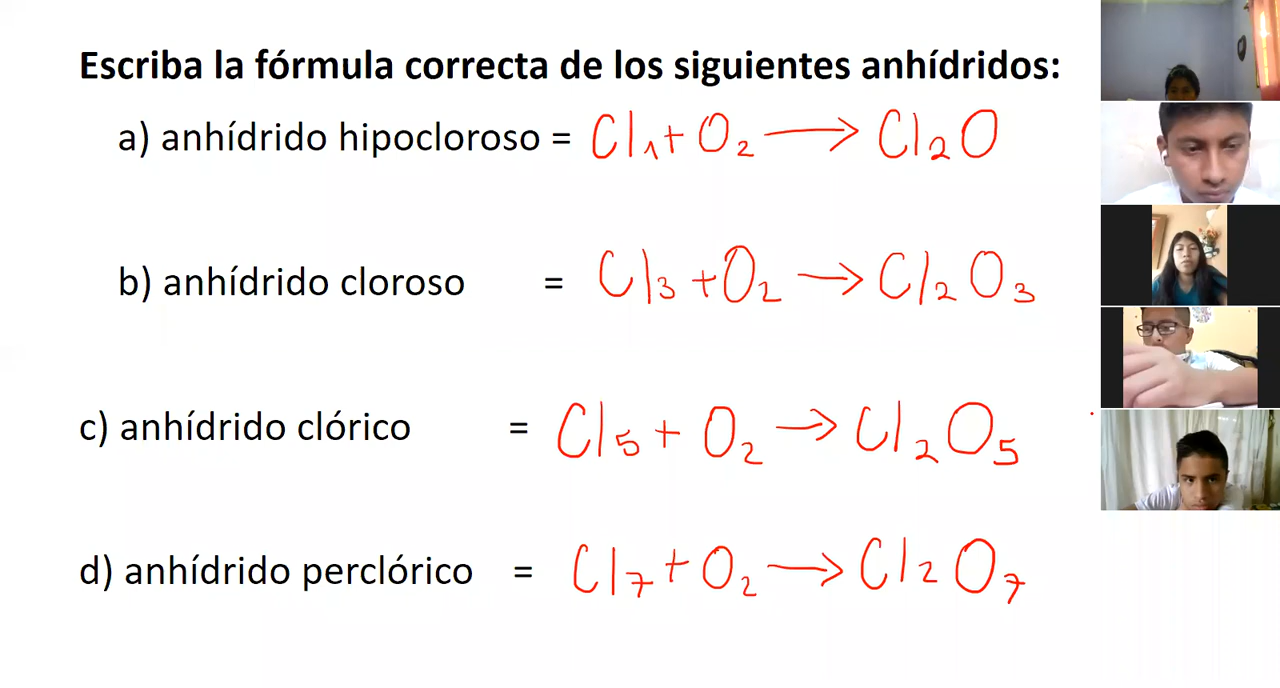 Escriba la fórmula correcta de los siguientes anhídridos:
a) anhídrido hipocloroso = Cl₁ + O₂ → Cl₂O
b) anhídrido cloroso = Cl₃ + O₂ → Cl₂O₃
c) anhídrido clórico = Cl₅ + O₂ → Cl₂O₅
d) anhídrido perclórico = Cl₇ + O₂ → Cl₂O₇